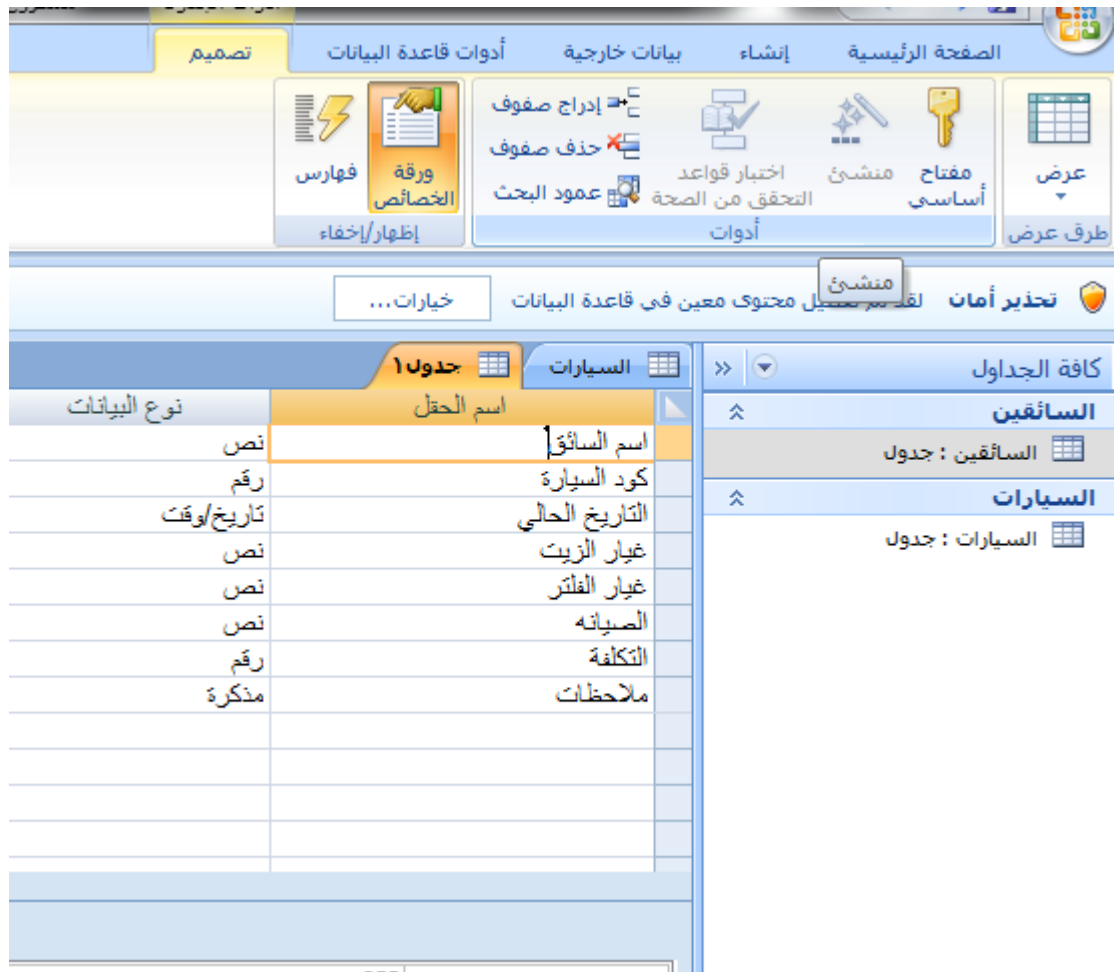 الصفحة الرئيسية
إنشاء
بيانات خارجية
أدوات قاعدة البيانات
تصميم
عرض
طرق عرض
مفتاح أساسي
منشئ
اختبار قواعد
التحقق من الصحة
إدراج صفوف
حذف صفوف
عمود البحث
أدوات
ورقة
الخصائص
فهارس
إظهار/إخفاء
منشئ
تحذير أمان
لقد تم تعطيل محتوى معين في قاعدة البيانات
خيارات...
كافة الجداول
السائقين
السائقين : جدول
السيارات
السيارات : جدول
السيارات
جدول١
اسم الحقل نوع البيانات
اسم السائق نص
كود السيارة رقم
التاريخ الحالي تاريخ/وقت
غيار الزيت نص
غيار الفلتر نص
الصيانه نص
التكلفة رقم
ملاحظات مذكرة